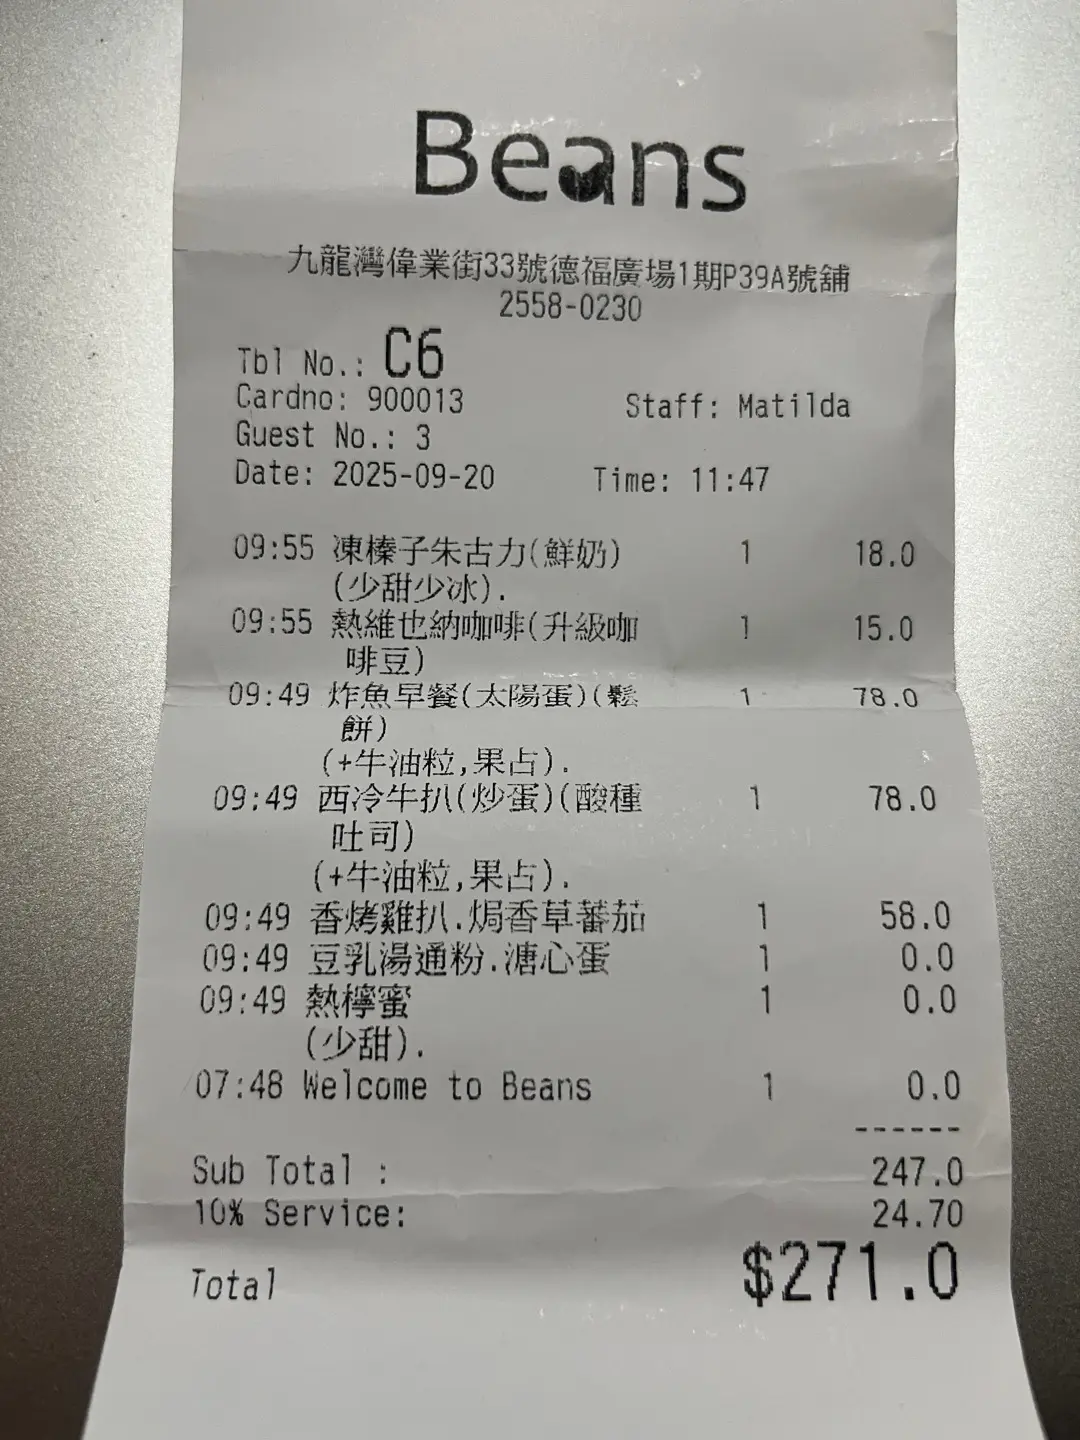 Beans
九龍灣偉業街33號德福廣場1期P39A號舖
2558-0230
Tbl No.: C6
Cardno: 900013 Staff: Matilda
Guest No.: 3
Date: 2025-09-20 Time: 11:47
09:55 凍榛子朱古力(鮮奶) 1 18.0
(少甜少冰).
09:55 熱維也納咖啡(升級咖 1 15.0
啡豆)
09:49 炸魚早餐(太陽蛋)(鬆 1 78.0
餅)
(+牛油粒,果占).
09:49 西冷牛扒(炒蛋)(酸種 1 78.0
吐司)
(+牛油粒,果占).
09:49 香烤雞扒.焗香草蕃茄 1 58.0
09:49 豆乳湯通粉.溏心蛋 1 0.0
09:49 熱檸蜜 1 0.0
(少甜).
07:48 Welcome to Beans 1 0.0
------
Sub Total : 247.0
10% Service: 24.70
Total $271.0